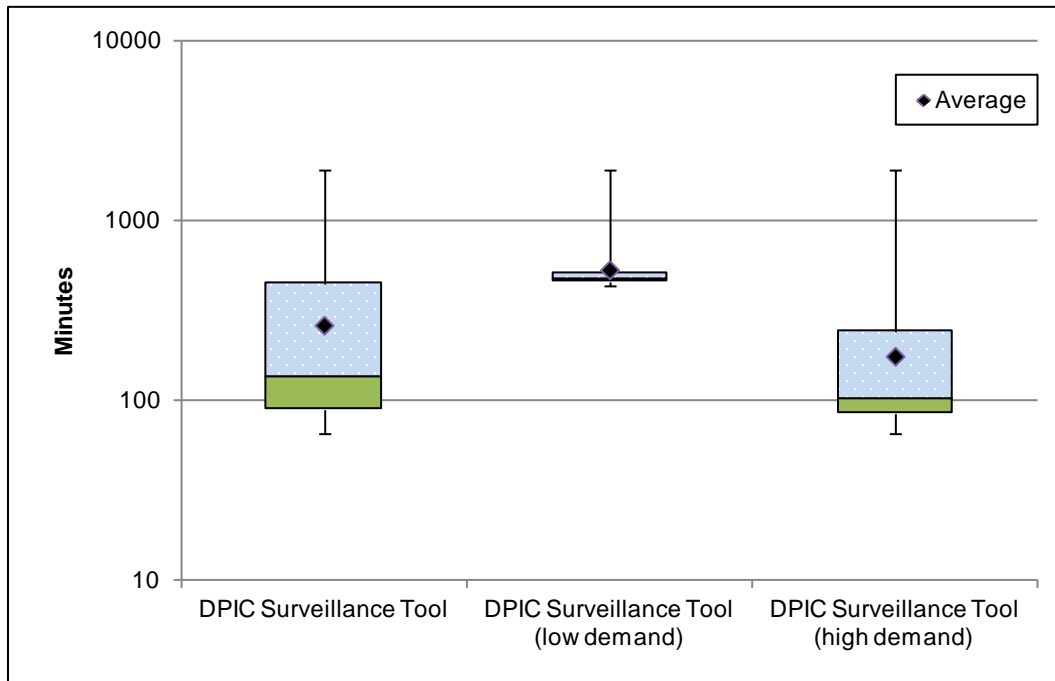 10000
Average
1000
Minutes
100
10
DPIC Surveillance Tool
DPIC Surveillance Tool
(low demand)
DPIC Surveillance Tool
(high demand)